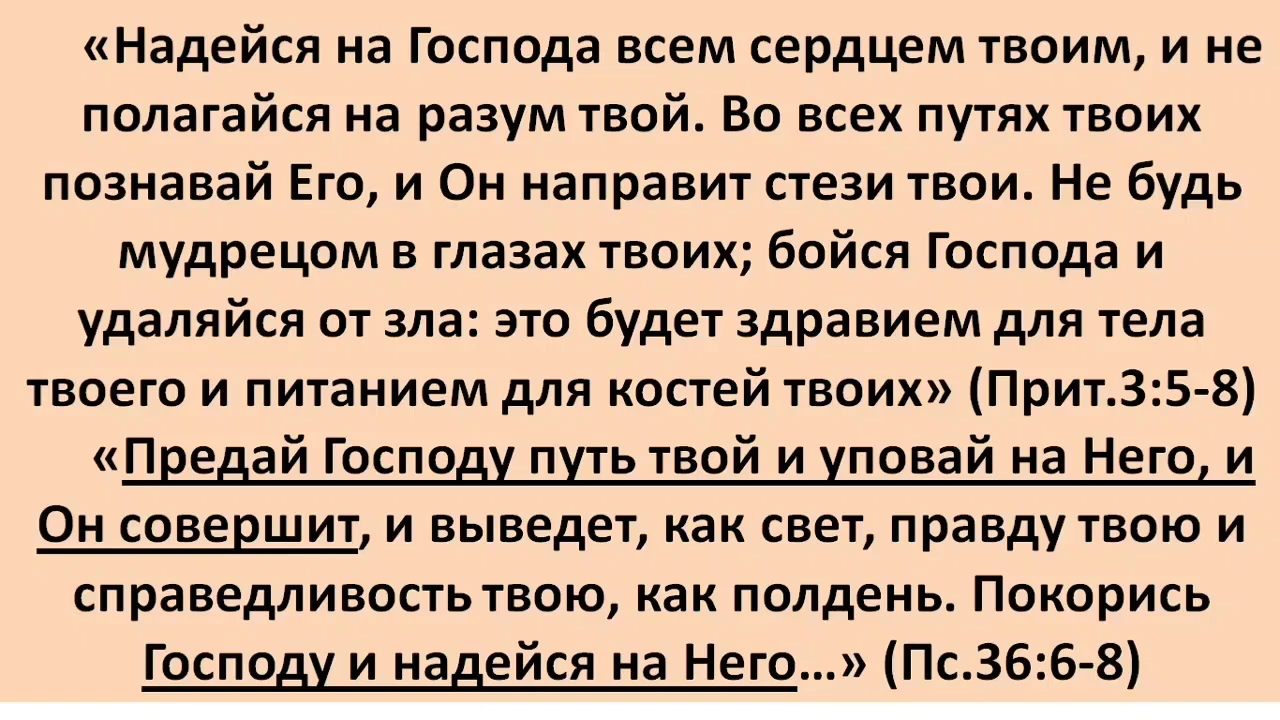 «Надейся на Господа всем сердцем твоим, и не
полагайся на разум твой. Во всех путях твоих
познавай Его, и Он направит стези твои. Не будь
мудрецом в глазах твоих; бойся Господа и
удаляйся от зла: это будет здравием для тела
твоего и питанием для костей твоих» (Прит.3:5-8)
«Предай Господу путь твой и уповай на Него, и
Он совершит, и выведет, как свет, правду твою и
справедливость твою, как полдень. Покорись
Господу и надейся на Него…» (Пс.36:6-8)